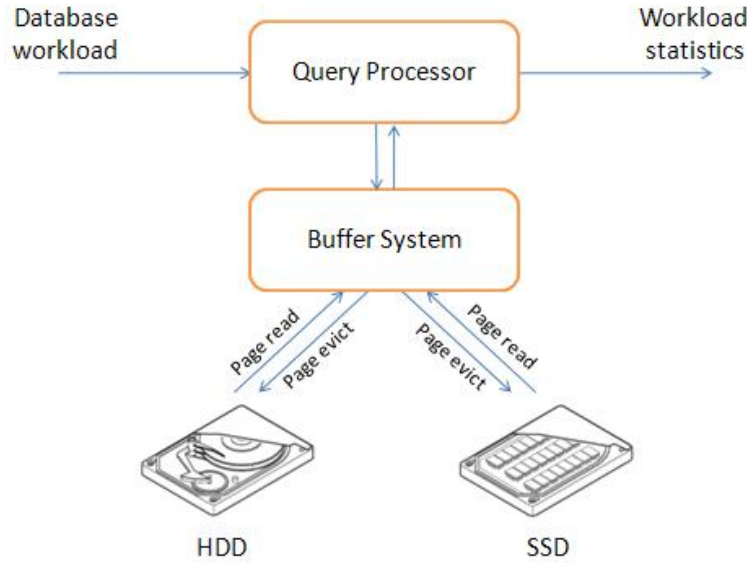 Database
workload
Workload
statistics
Query Processor
Buffer System
Page read
Page evict
Page evict
Page read
HDD
SSD